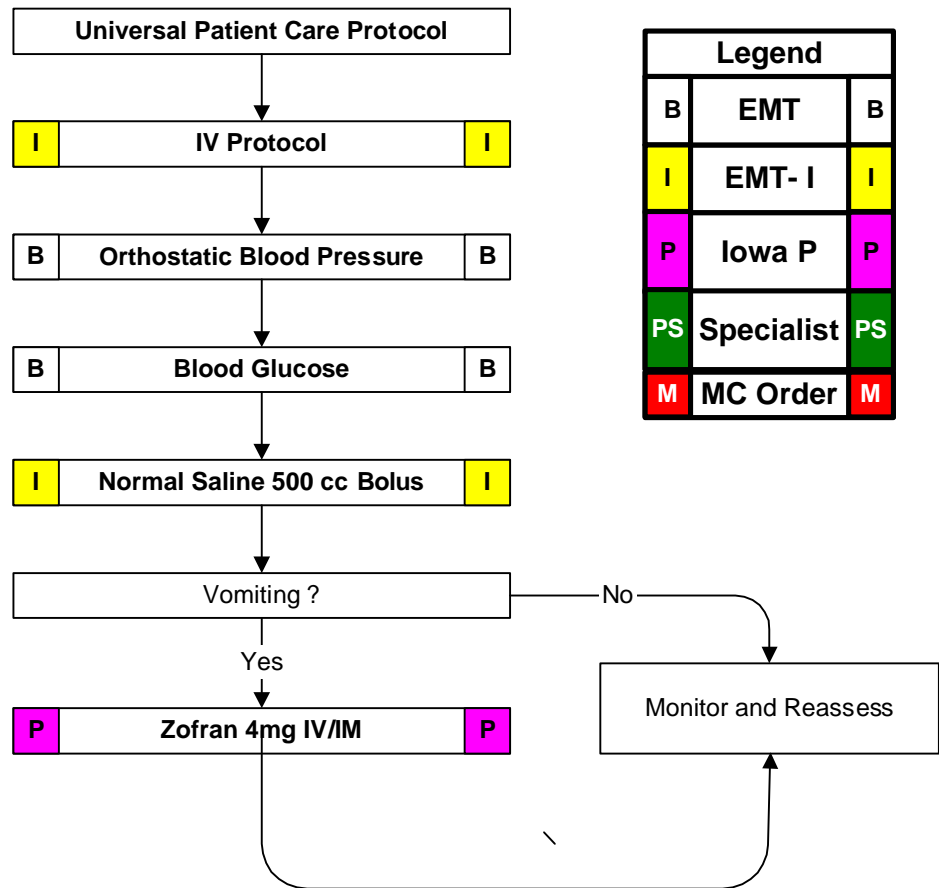 Universal Patient Care Protocol
I IV Protocol I
B Orthostatic Blood Pressure B
B Blood Glucose B
I Normal Saline 500 cc Bolus I
Vomiting ?
No
Yes
P Zofran 4mg IV/IM P
Monitor and Reassess
Legend
B EMT B
I EMT- I I
P Iowa P P
PS Specialist PS
M MC Order M